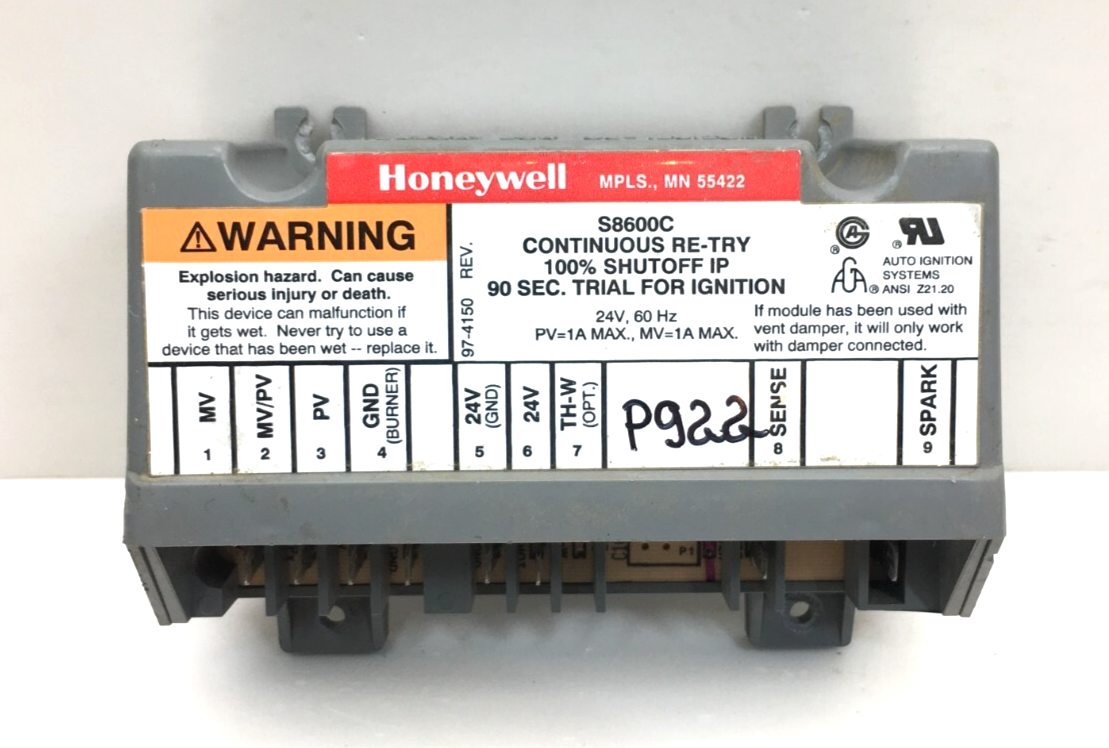 Honeywell MPLS., MN 55422
⚠WARNING
Explosion hazard. Can cause
serious injury or death.
This device can malfunction if
it gets wet. Never try to use a
device that has been wet -- replace it.
97-4150 REV.
S8600C
CONTINUOUS RE-TRY
100% SHUTOFF IP
90 SEC. TRIAL FOR IGNITION
24V, 60 Hz
PV=1A MAX., MV=1A MAX.
AUTO IGNITION
SYSTEMS
ANSI Z21.20
If module has been used with
vent damper, it will only work
with damper connected.
MV
1
MV/PV
2
PV
3
GND
(BURNER)
4
24V
(GND)
5
24V
6
TH-W
(OPT.)
7
P922
SENSE
8
SPARK
9
P1